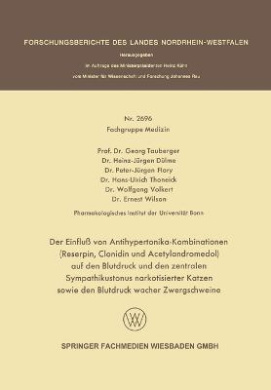 FORSCHUNGSBERICHTE DES LANDES NORDRHEIN-WESTFALEN
Herausgegeben
im Auftrage des Ministerpräsidenten Heinz Kühn
vom Minister für Wissenschaft und Forschung Johannes Rau
Nr. 2696
Fachgruppe Medizin
Prof. Dr. Georg Tauberger
Dr. Heinz-Jürgen Dülme
Dr. Peter-Jürgen Flory
Dr. Hans-Ulrich Thoneick
Dr. Wolfgang Volkert
Dr. Ernest Wilson
Pharmakologisches Institut der Universität Bonn
Der Einfluß von Antihypertonika-Kombinationen
(Reserpin, Clonidin und Acetylandromedol)
auf den Blutdruck und den zentralen
Sympathikustonus narkotisierter Katzen
sowie den Blutdruck wacher Zwergschweine
SPRINGER FACHMEDIEN WIESBADEN GMBH